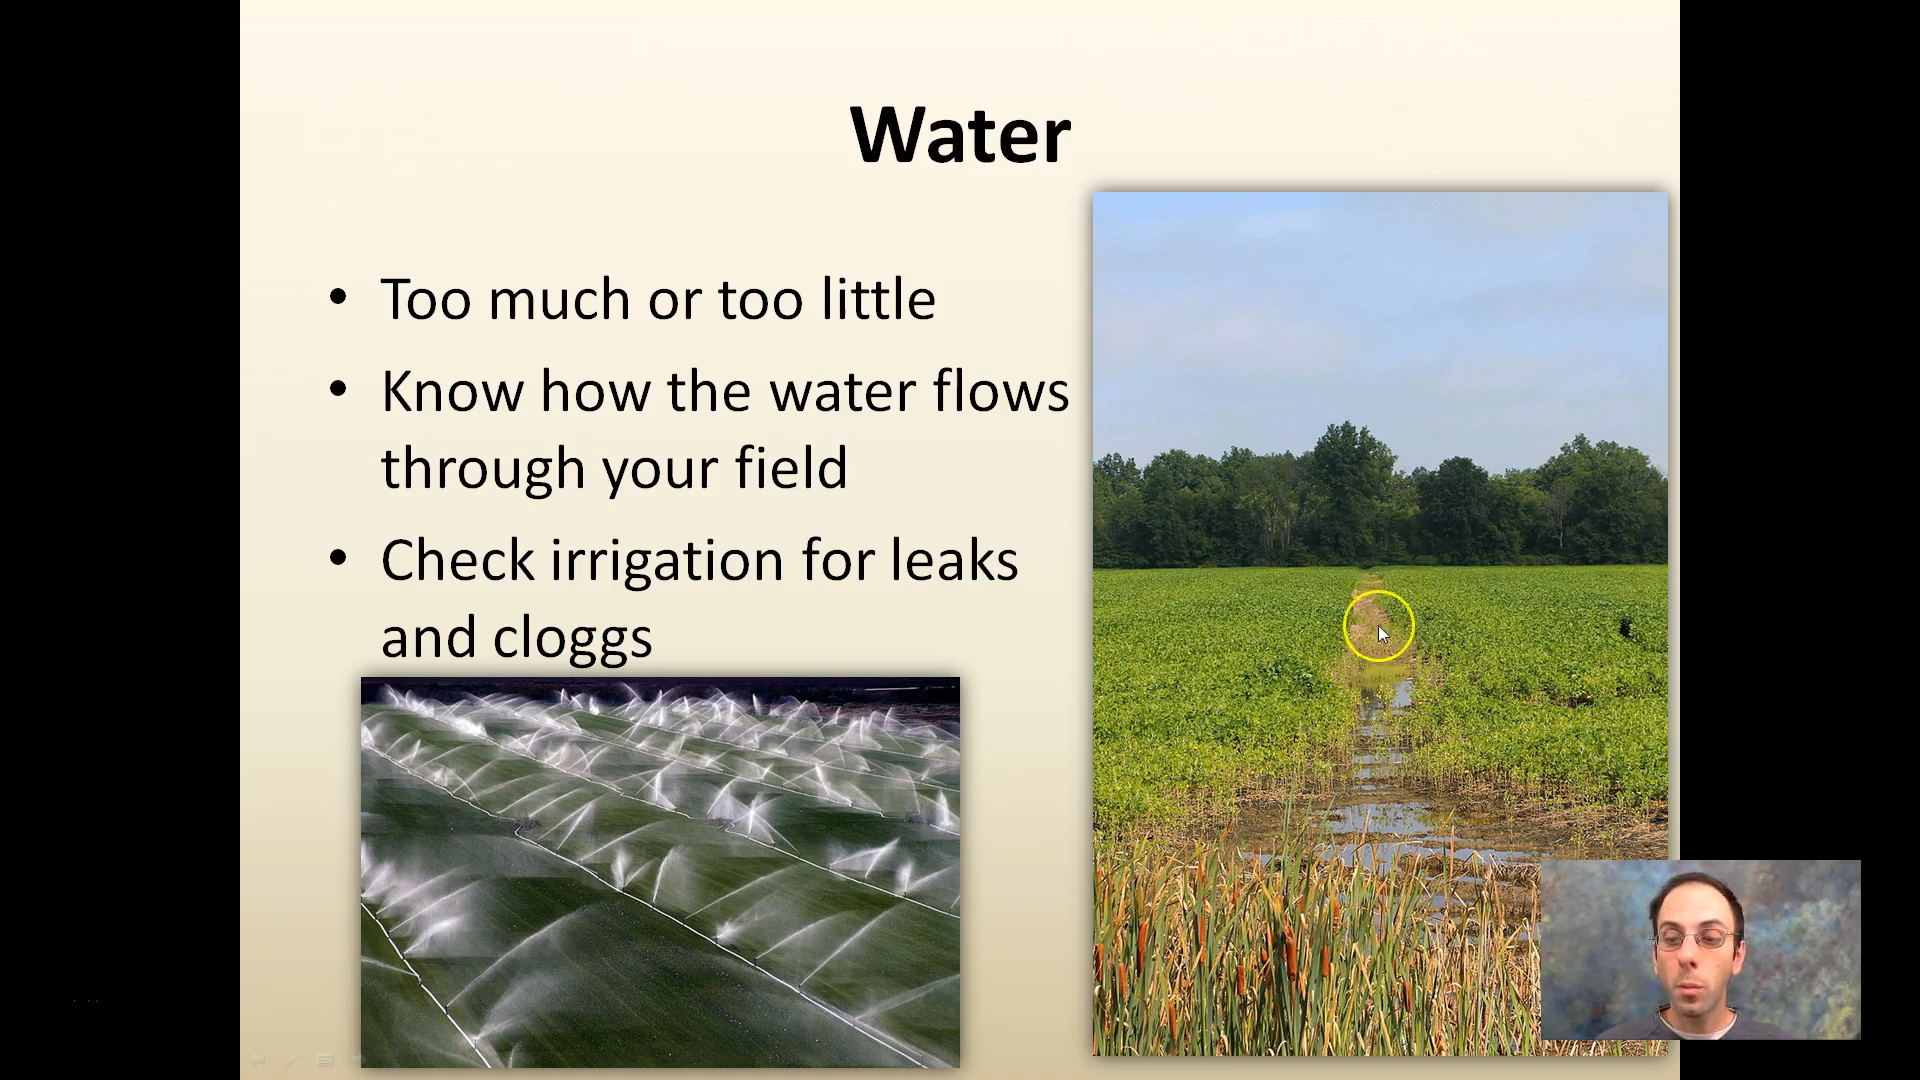 Water
• Too much or too little
• Know how the water flows
through your field
• Check irrigation for leaks
and cloggs